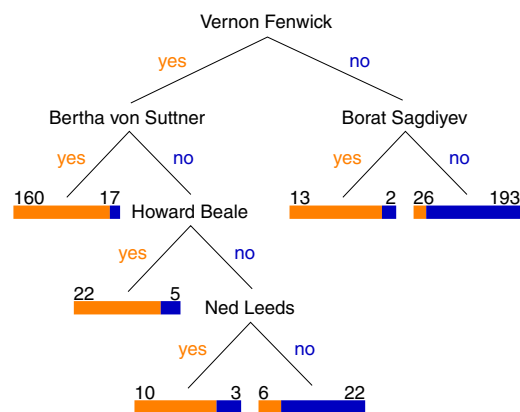 Vernon Fenwick
yes no
Bertha von Suttner Borat Sagdiyev
yes no yes no
160 17 13 2 26 193
Howard Beale
yes no
22 5
Ned Leeds
yes no
10 3 6 22